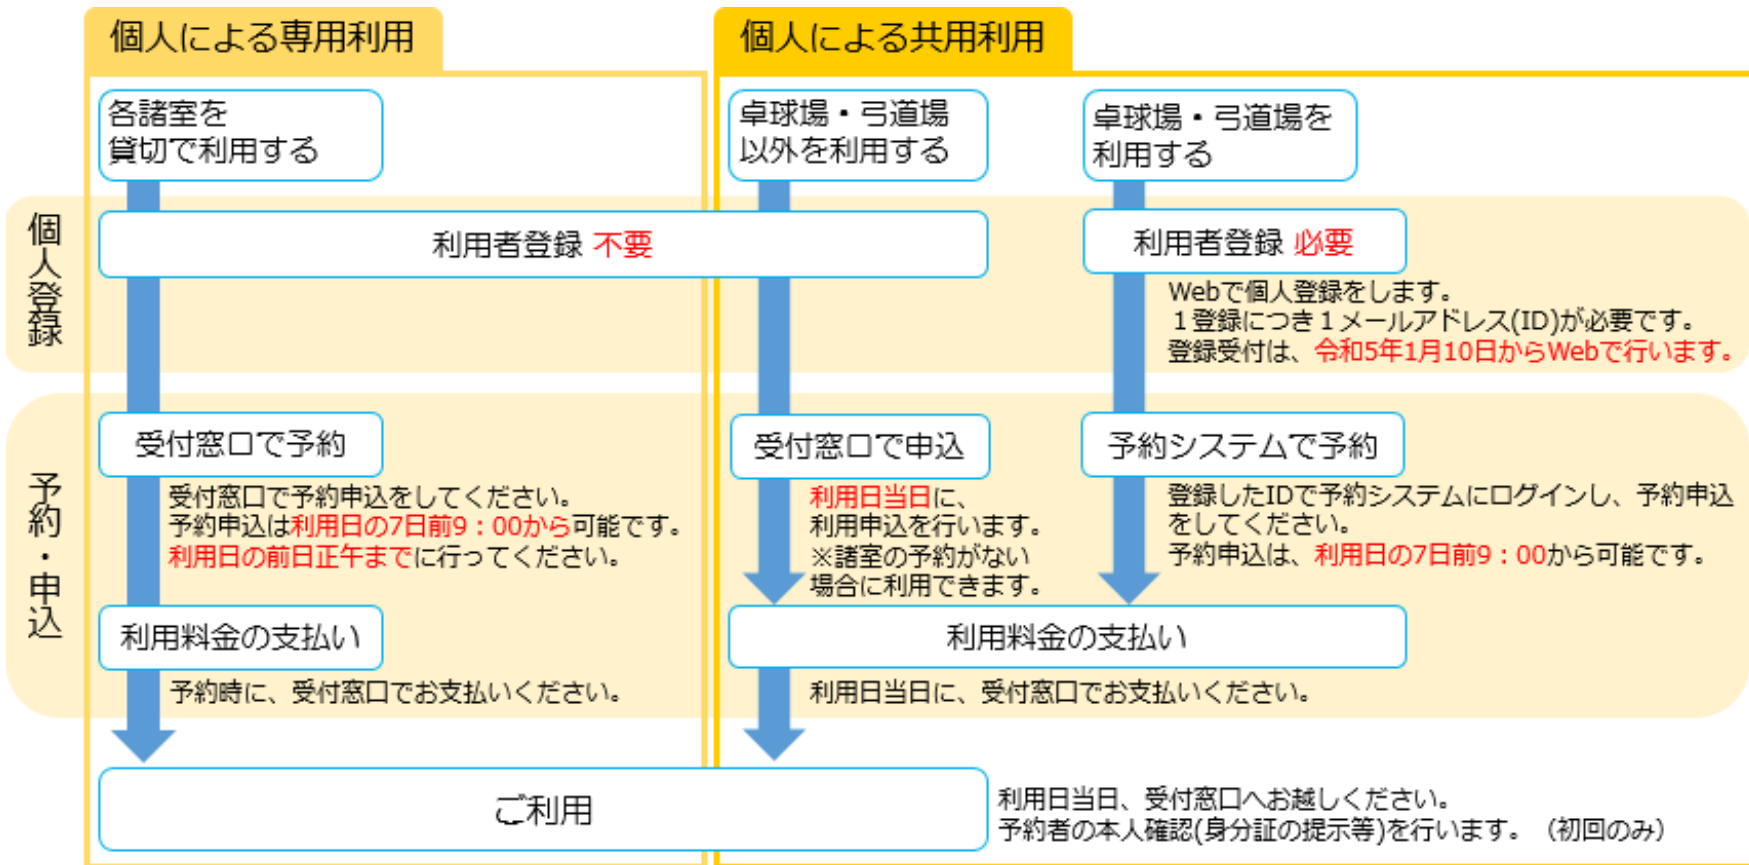 個人による専用利用
個人による共用利用
各諸室を
貸切で利用する
卓球場・弓道場
以外を利用する
卓球場・弓道場を
利用する
個人登録
利用者登録 不要
利用者登録 必要
Webで個人登録をします。
１登録につき１メールアドレス(ID)が必要です。
登録受付は、令和5年1月10日からWebで行います。
予約・申込
受付窓口で予約
受付窓口で予約申込をしてください。
予約申込は利用日の7日前9：00から可能です。
利用日の前日正午までに行ってください。
受付窓口で申込
利用日当日に、
利用申込を行います。
※諸室の予約がない
場合に利用できます。
予約システムで予約
登録したIDで予約システムにログインし、予約申込
をしてください。
予約申込は、利用日の7日前9：00から可能です。
利用料金の支払い
予約時に、受付窓口でお支払いください。
利用料金の支払い
利用日当日に、受付窓口でお支払いください。
ご利用
利用日当日、受付窓口へお越しください。
予約者の本人確認(身分証の提示等)を行います。（初回のみ）